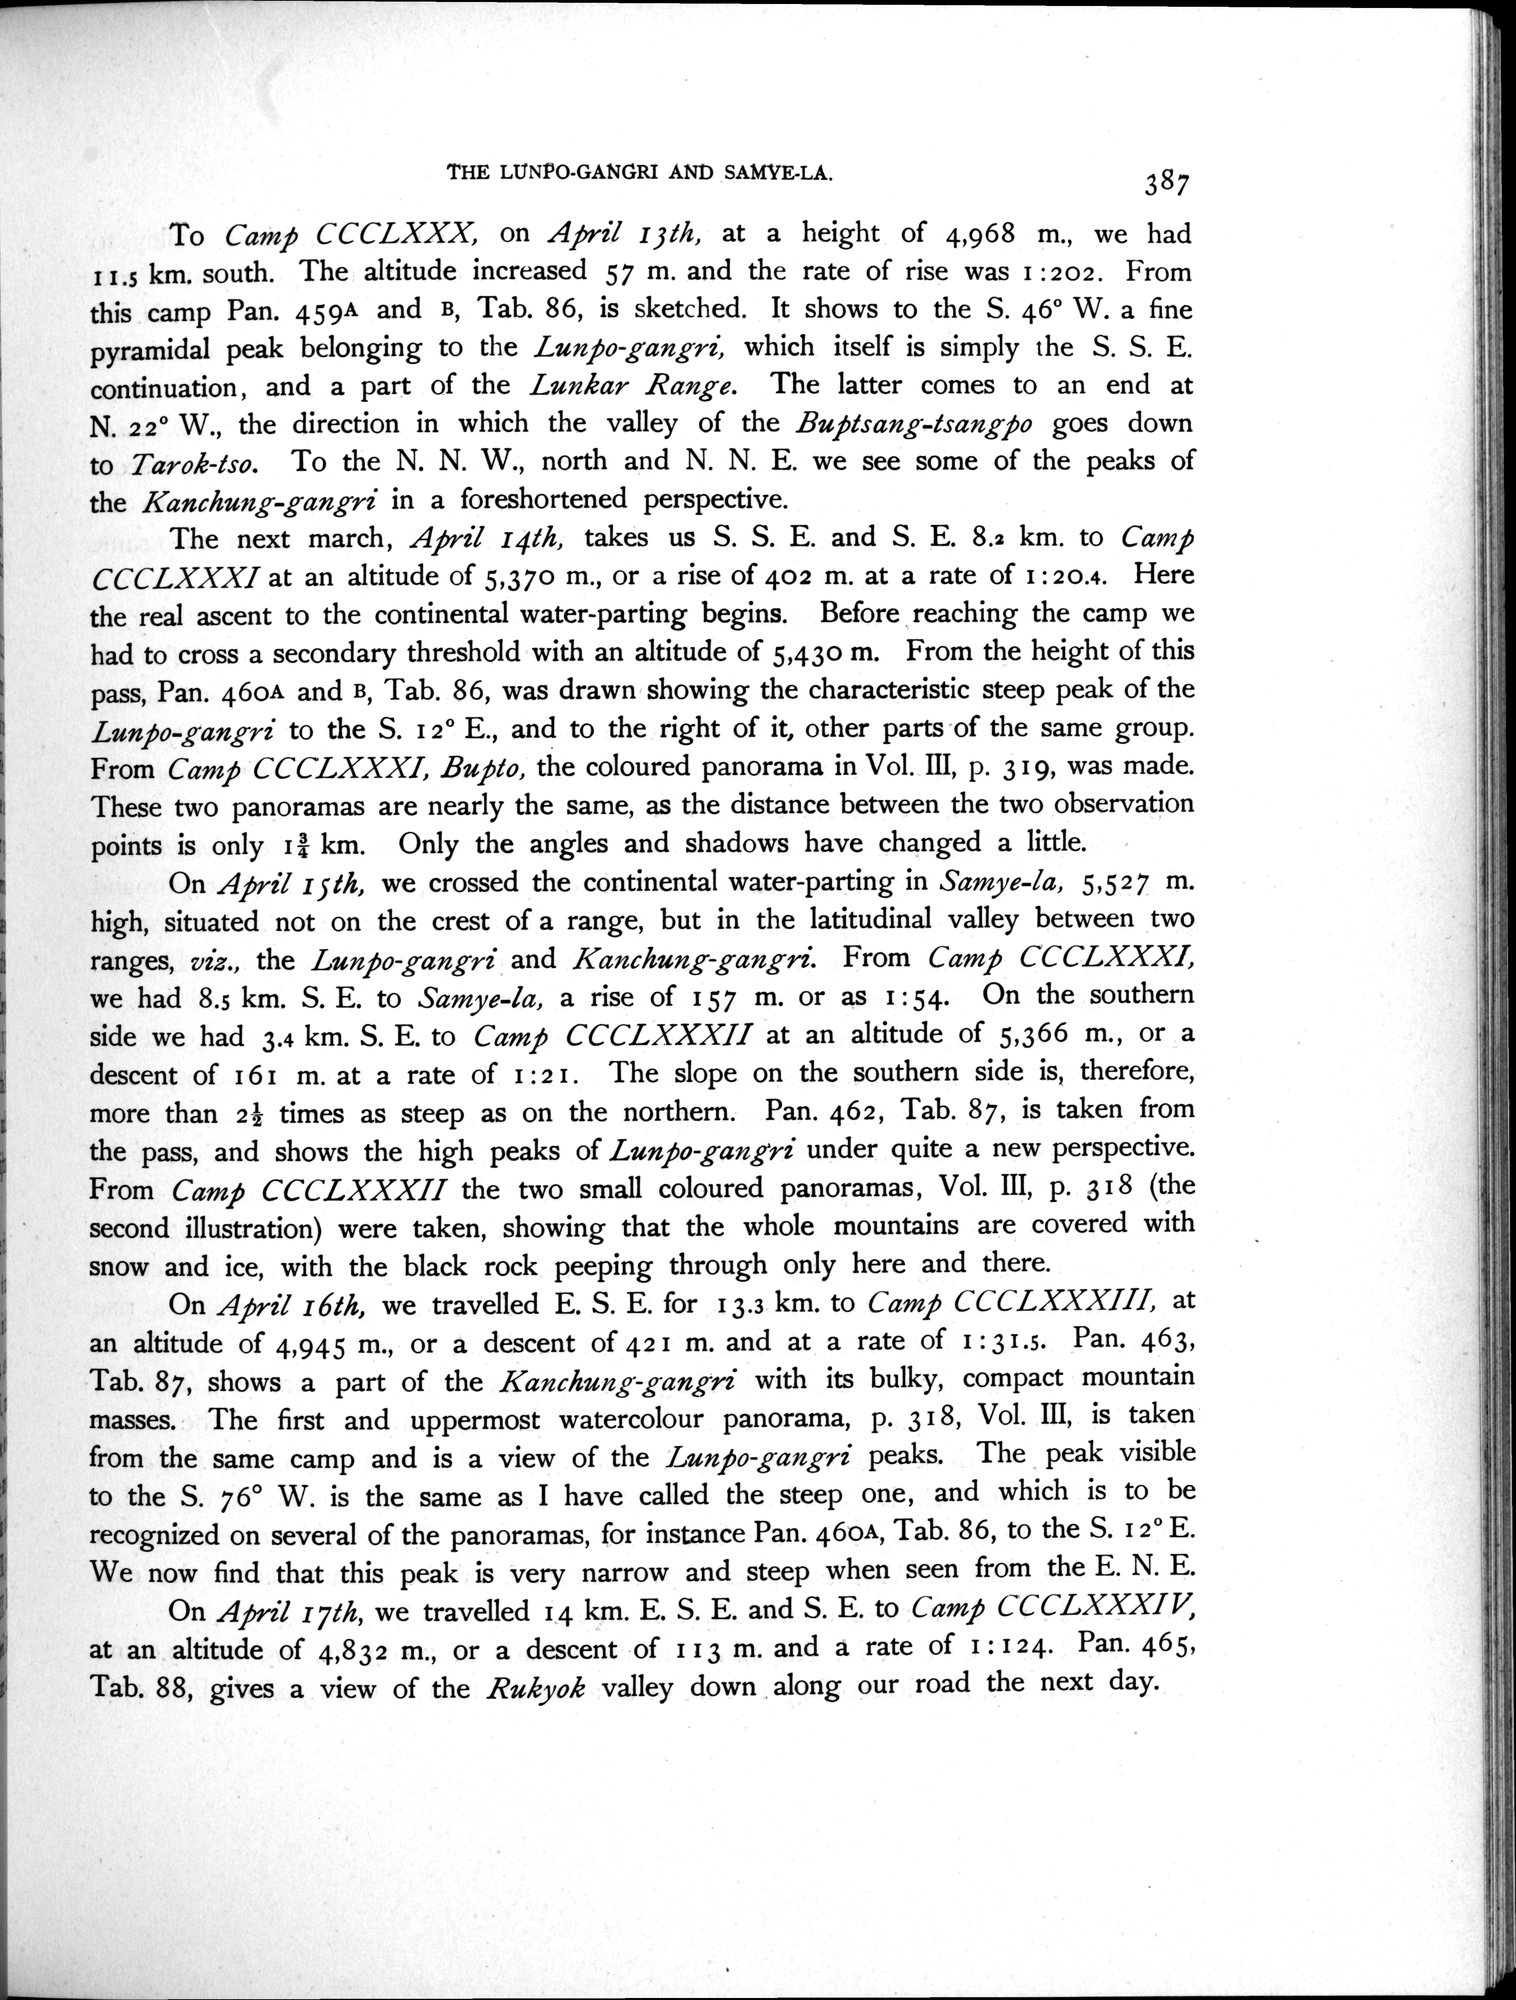 THE LUNPO-GANGRI AND SAMYE-LA.
387
To Camp CCCLXXX, on April 13th, at a height of 4,968 m., we had
11.5 km. south. The altitude increased 57 m. and the rate of rise was 1:202. From
this camp Pan. 459A and B, Tab. 86, is sketched. It shows to the S. 46° W. a fine
pyramidal peak belonging to the Lunpo-gangri, which itself is simply the S. S. E.
continuation, and a part of the Lunkar Range. The latter comes to an end at
N. 22° W., the direction in which the valley of the Buptsang-tsangpo goes down
to Tarok-tso. To the N. N. W., north and N. N. E. we see some of the peaks of
the Kanchung-gangri in a foreshortened perspective.
The next march, April 14th, takes us S. S. E. and S. E. 8.2 km. to Camp
CCCLXXXI at an altitude of 5,370 m., or a rise of 402 m. at a rate of 1:20.4. Here
the real ascent to the continental water-parting begins. Before reaching the camp we
had to cross a secondary threshold with an altitude of 5,430 m. From the height of this
pass, Pan. 460A and B, Tab. 86, was drawn showing the characteristic steep peak of the
Lunpo-gangri to the S. 12° E., and to the right of it, other parts of the same group.
From Camp CCCLXXXI, Bupto, the coloured panorama in Vol. III, p. 319, was made.
These two panoramas are nearly the same, as the distance between the two observation
points is only 1¾ km. Only the angles and shadows have changed a little.
On April 15th, we crossed the continental water-parting in Samye-la, 5,527 m.
high, situated not on the crest of a range, but in the latitudinal valley between two
ranges, viz., the Lunpo-gangri and Kanchung-gangri. From Camp CCCLXXXI,
we had 8.5 km. S. E. to Samye-la, a rise of 157 m. or as 1:54. On the southern
side we had 3.4 km. S. E. to Camp CCCLXXXII at an altitude of 5,366 m., or a
descent of 161 m. at a rate of 1:21. The slope on the southern side is, therefore,
more than 2½ times as steep as on the northern. Pan. 462, Tab. 87, is taken from
the pass, and shows the high peaks of Lunpo-gangri under quite a new perspective.
From Camp CCCLXXXII the two small coloured panoramas, Vol. III, p. 318 (the
second illustration) were taken, showing that the whole mountains are covered with
snow and ice, with the black rock peeping through only here and there.
On April 16th, we travelled E. S. E. for 13.3 km. to Camp CCCLXXXIII, at
an altitude of 4,945 m., or a descent of 421 m. and at a rate of 1:31.5. Pan. 463,
Tab. 87, shows a part of the Kanchung-gangri with its bulky, compact mountain
masses. The first and uppermost watercolour panorama, p. 318, Vol. III, is taken
from the same camp and is a view of the Lunpo-gangri peaks. The peak visible
to the S. 76° W. is the same as I have called the steep one, and which is to be
recognized on several of the panoramas, for instance Pan. 460A, Tab. 86, to the S. 12° E.
We now find that this peak is very narrow and steep when seen from the E. N. E.
On April 17th, we travelled 14 km. E. S. E. and S. E. to Camp CCCLXXXIV,
at an altitude of 4,832 m., or a descent of 113 m. and a rate of 1:124. Pan. 465,
Tab. 88, gives a view of the Rukyok valley down along our road the next day.